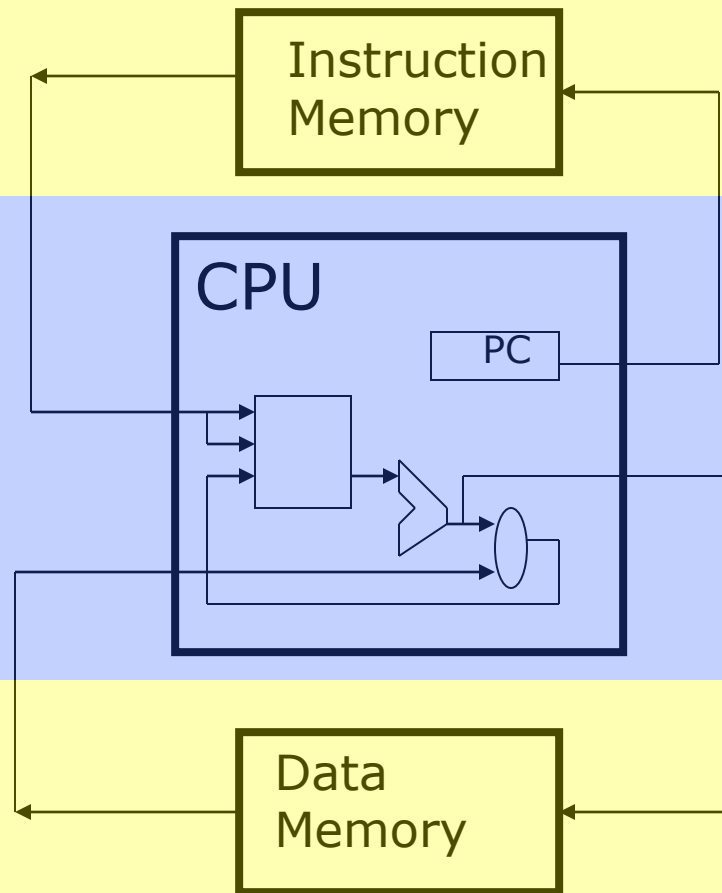 Instruction
Memory
CPU
PC
Data
Memory